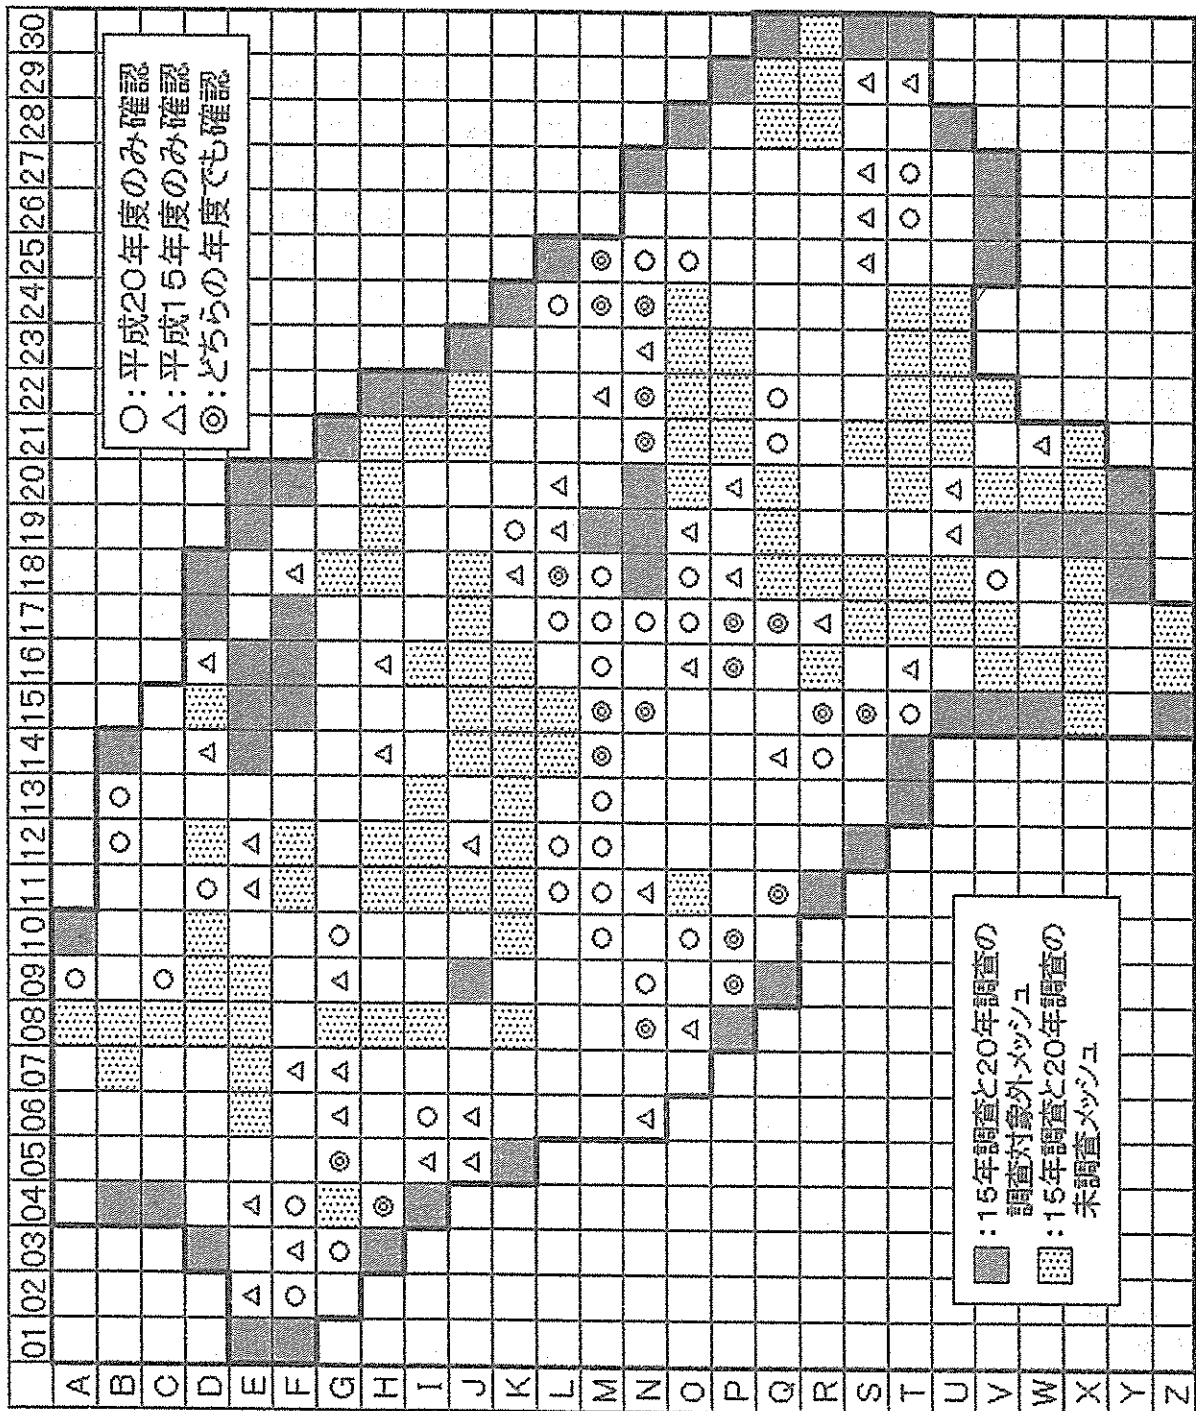 01 02 03 04 05 06 07 08 09 10 11 12 13 14 15 16 17 18 19 20 21 22 23 24 25 26 27 28 29 30
A
B
C
D
E
F
G
H
I
J
K
L
M
N
O
P
Q
R
S
T
U
V
W
X
Y
Z
○:平成20年度のみ確認
△:平成15年度のみ確認
◎:どちらの年度でも確認
:15年調査と20年調査の
調査対象外メッシュ
:15年調査と20年調査の
未調査メッシュ